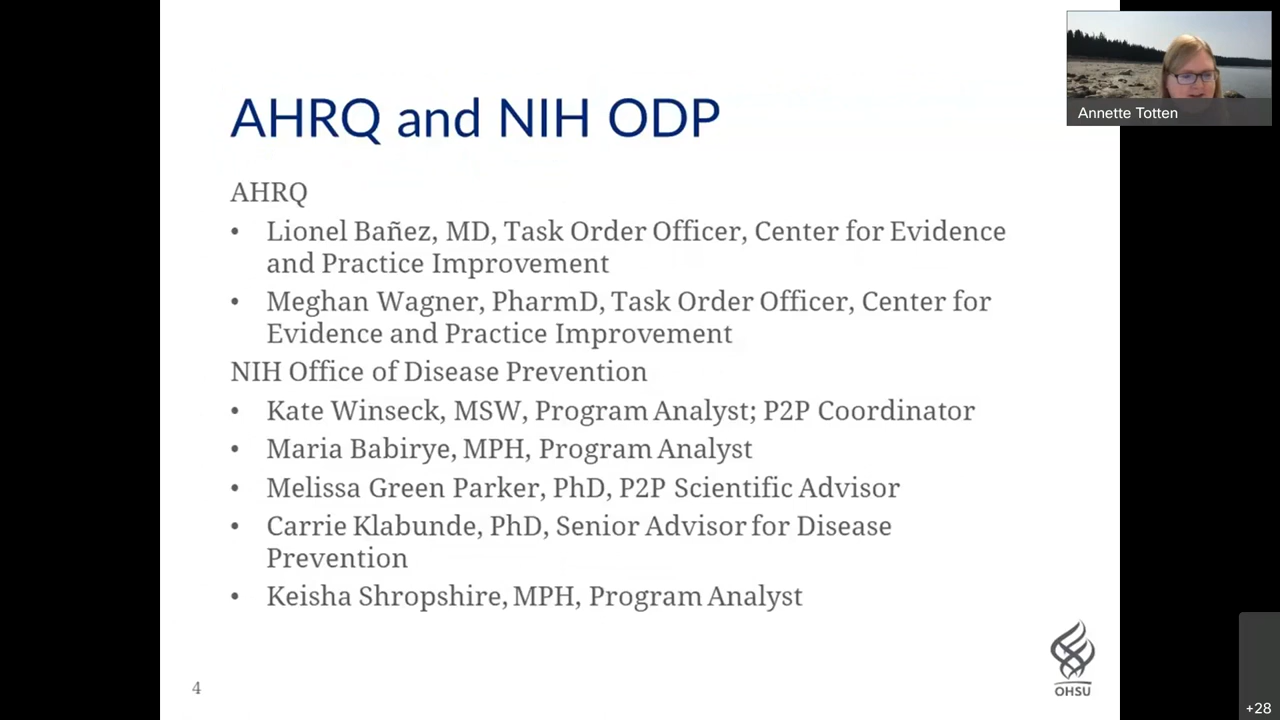 AHRQ and NIH ODP
Annette Totten
AHRQ
• Lionel Bañez, MD, Task Order Officer, Center for Evidence
and Practice Improvement
• Meghan Wagner, PharmD, Task Order Officer, Center for
Evidence and Practice Improvement
NIH Office of Disease Prevention
• Kate Winseck, MSW, Program Analyst; P2P Coordinator
• Maria Babirye, MPH, Program Analyst
• Melissa Green Parker, PhD, P2P Scientific Advisor
• Carrie Klabunde, PhD, Senior Advisor for Disease
Prevention
• Keisha Shropshire, MPH, Program Analyst
4
OHSU
+28